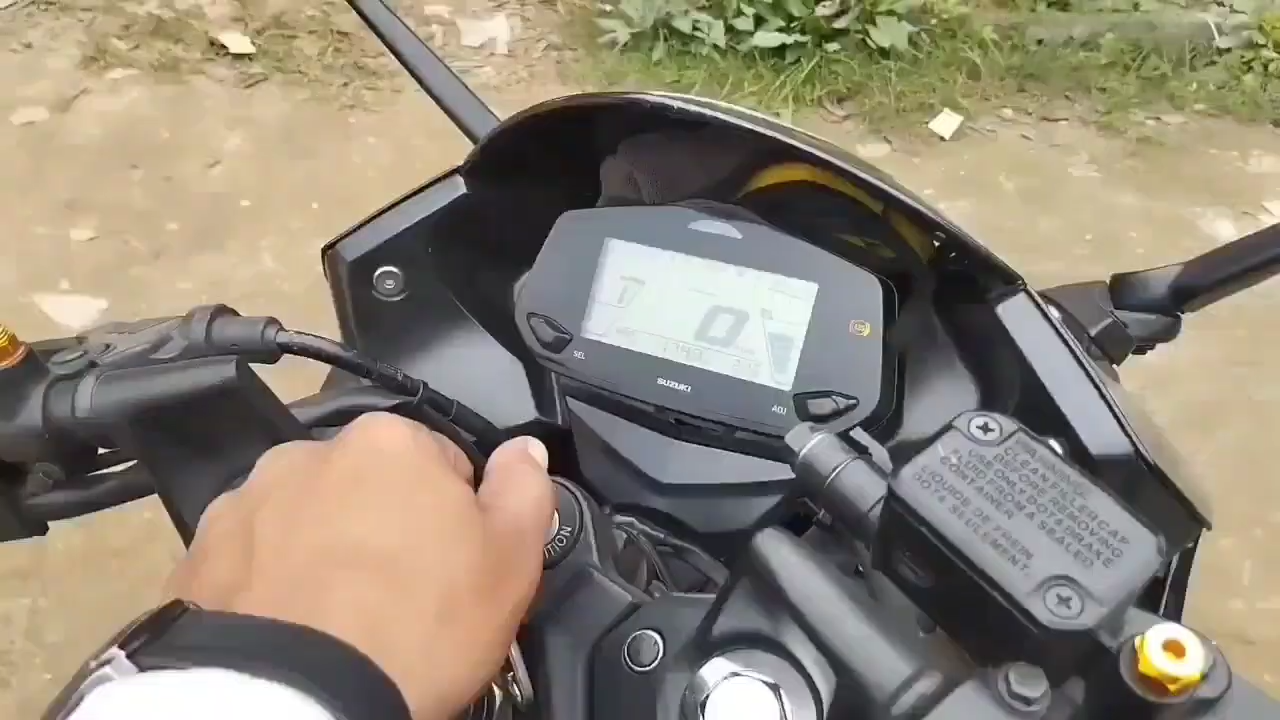 0
SEL
SUZUKI
ADJ
WARNING:
CLEAN FILLER CAP
BEFORE REMOVING
USE ONLY DOT4 BRAKE
FLUID FROM A SEALED
CONTAINER
LIQUIDE DE FREIN
DOT4 SEULEMENT.